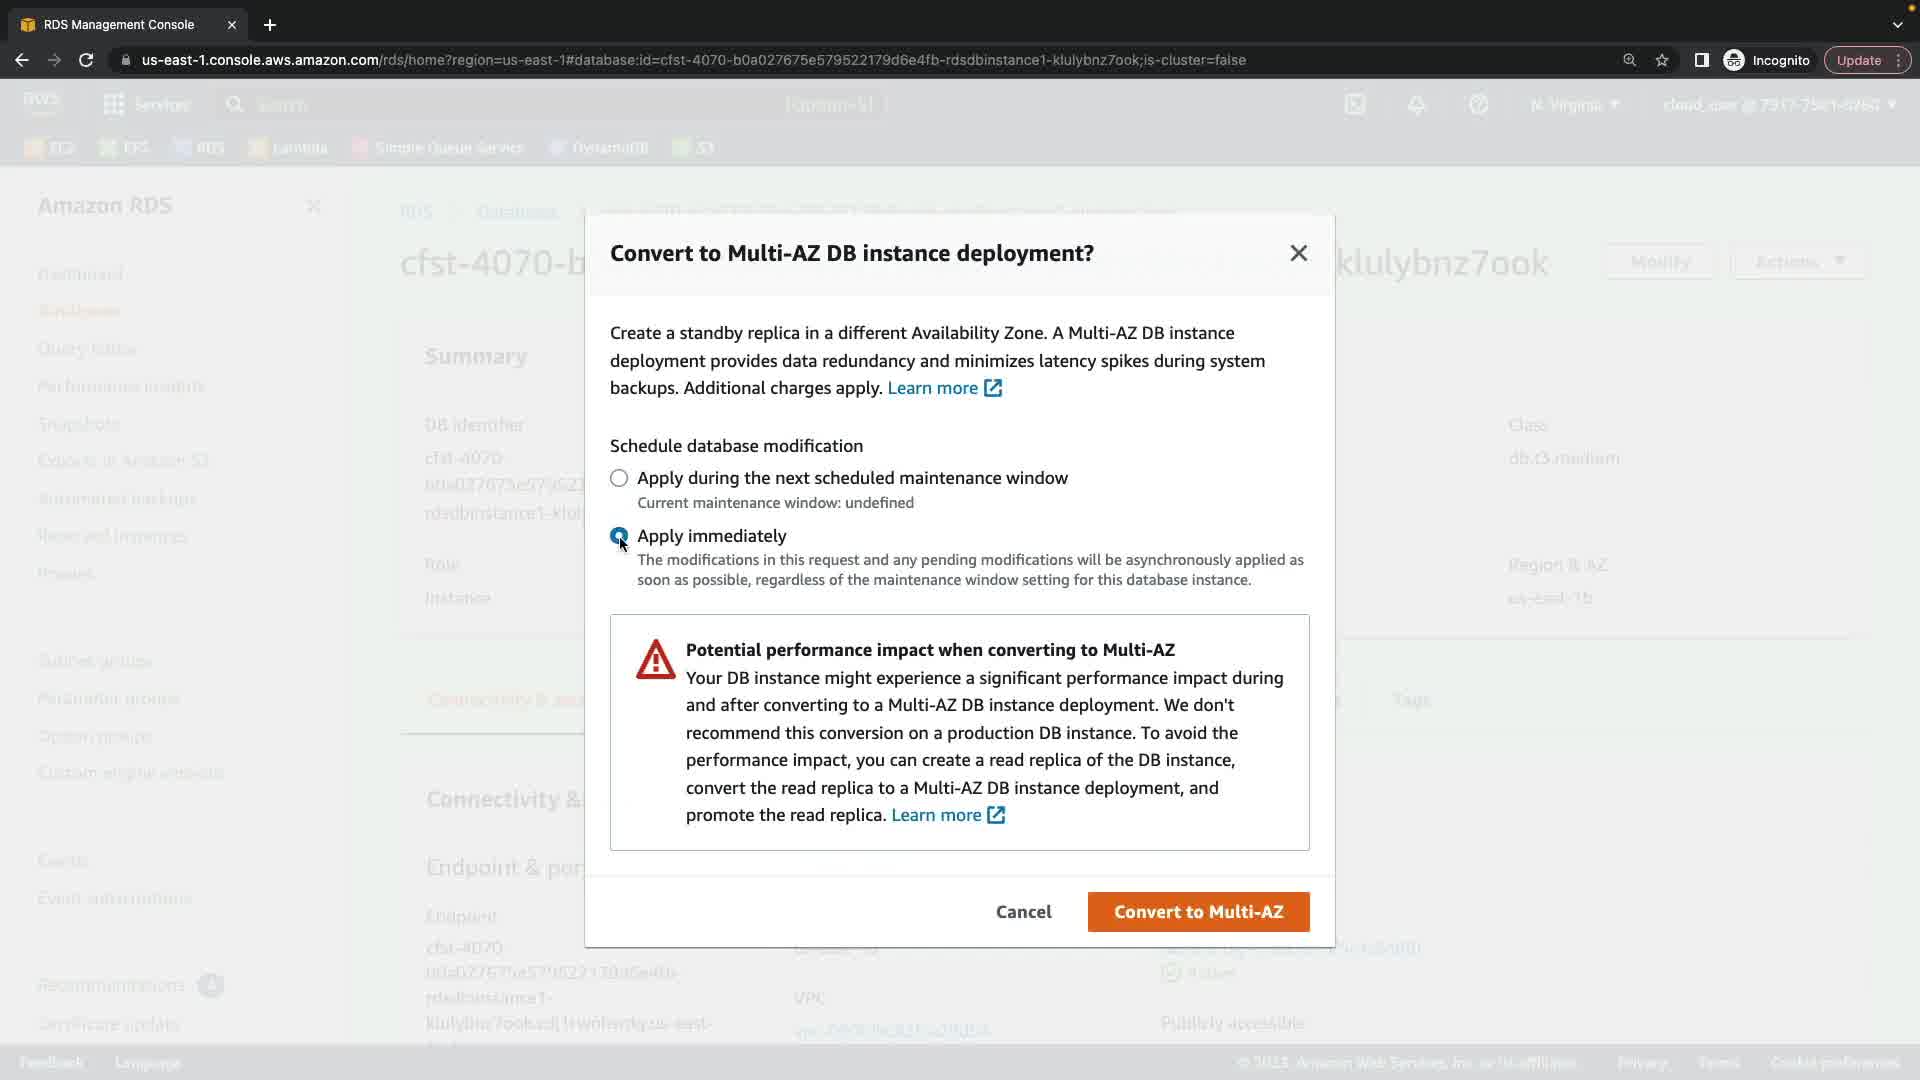 RDS Management Console
us-east-1.console.aws.amazon.com/rds/home?region=us-east-1#database:id=cfst-4070-b0a027675e579522179d6e4fb-rdsdbinstance1-klulybnz7ook;is-cluster=false
Incognito
Update
aws
Services
Search
[Option+S]
N. Virginia
EC2
EFS
RDS
Lambda
Simple Queue Service
DynamoDB
S3
Amazon RDS
Dashboard
Databases
Query Editor
Performance insights
Snapshots
Exports in Amazon S3
Automated backups
Reserved instances
Proxies
Subnet groups
Parameter groups
Option groups
Custom engine versions
Events
Event subscriptions
Recommendations
Certificate update
RDS
Databases
cfst-4070-b
klulybnz7ook
Modify
Actions
Summary
DB identifier
cfst-4070-
rdsdbinstance1-klul
Class
db.t3.medium
Role
Instance
Region & AZ
us-east-1b
Connectivity &
Tags
Connectivity &
Endpoint & por
Endpoint
cfst-4070-
rdsdbinstance1-
VPC
Active
Publicly accessible
Convert to Multi-AZ DB instance deployment?
Create a standby replica in a different Availability Zone. A Multi-AZ DB instance
deployment provides data redundancy and minimizes latency spikes during system
backups. Additional charges apply. Learn more
Schedule database modification
Apply during the next scheduled maintenance window
Current maintenance window: undefined
Apply immediately
The modifications in this request and any pending modifications will be asynchronously applied as
soon as possible, regardless of the maintenance window setting for this database instance.
Potential performance impact when converting to Multi-AZ
Your DB instance might experience a significant performance impact during
and after converting to a Multi-AZ DB instance deployment. We don't
recommend this conversion on a production DB instance. To avoid the
performance impact, you can create a read replica of the DB instance,
convert the read replica to a Multi-AZ DB instance deployment, and
promote the read replica. Learn more
Cancel
Convert to Multi-AZ
Feedback
Language
© 2023, Amazon Web Services, Inc. or its affiliates.
Privacy
Terms
Cookie preferences